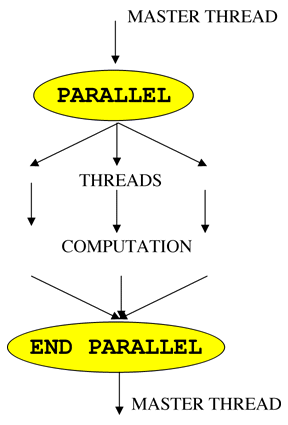 MASTER THREAD
PARALLEL
THREADS
COMPUTATION
END PARALLEL
MASTER THREAD